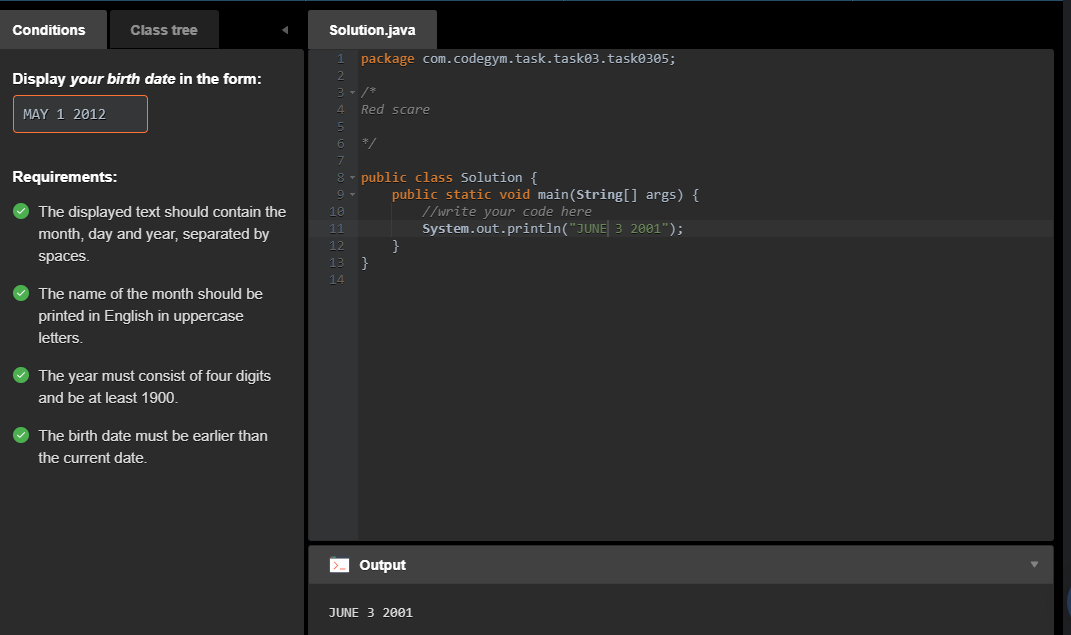 Conditions
Class tree
Display your birth date in the form:
MAY 1 2012
Requirements:
The displayed text should contain the
month, day and year, separated by
spaces.
The name of the month should be
printed in English in uppercase
letters.
The year must consist of four digits
and be at least 1900.
The birth date must be earlier than
the current date.
Solution.java
1 package com.codegym.task.task03.task0305;
2
3 /*
4 Red scare
5
6 */
7
8 public class Solution {
9     public static void main(String[] args) {
10         //write your code here
11         System.out.println("JUNE 3 2001");
12     }
13 }
14
>_ Output
JUNE 3 2001